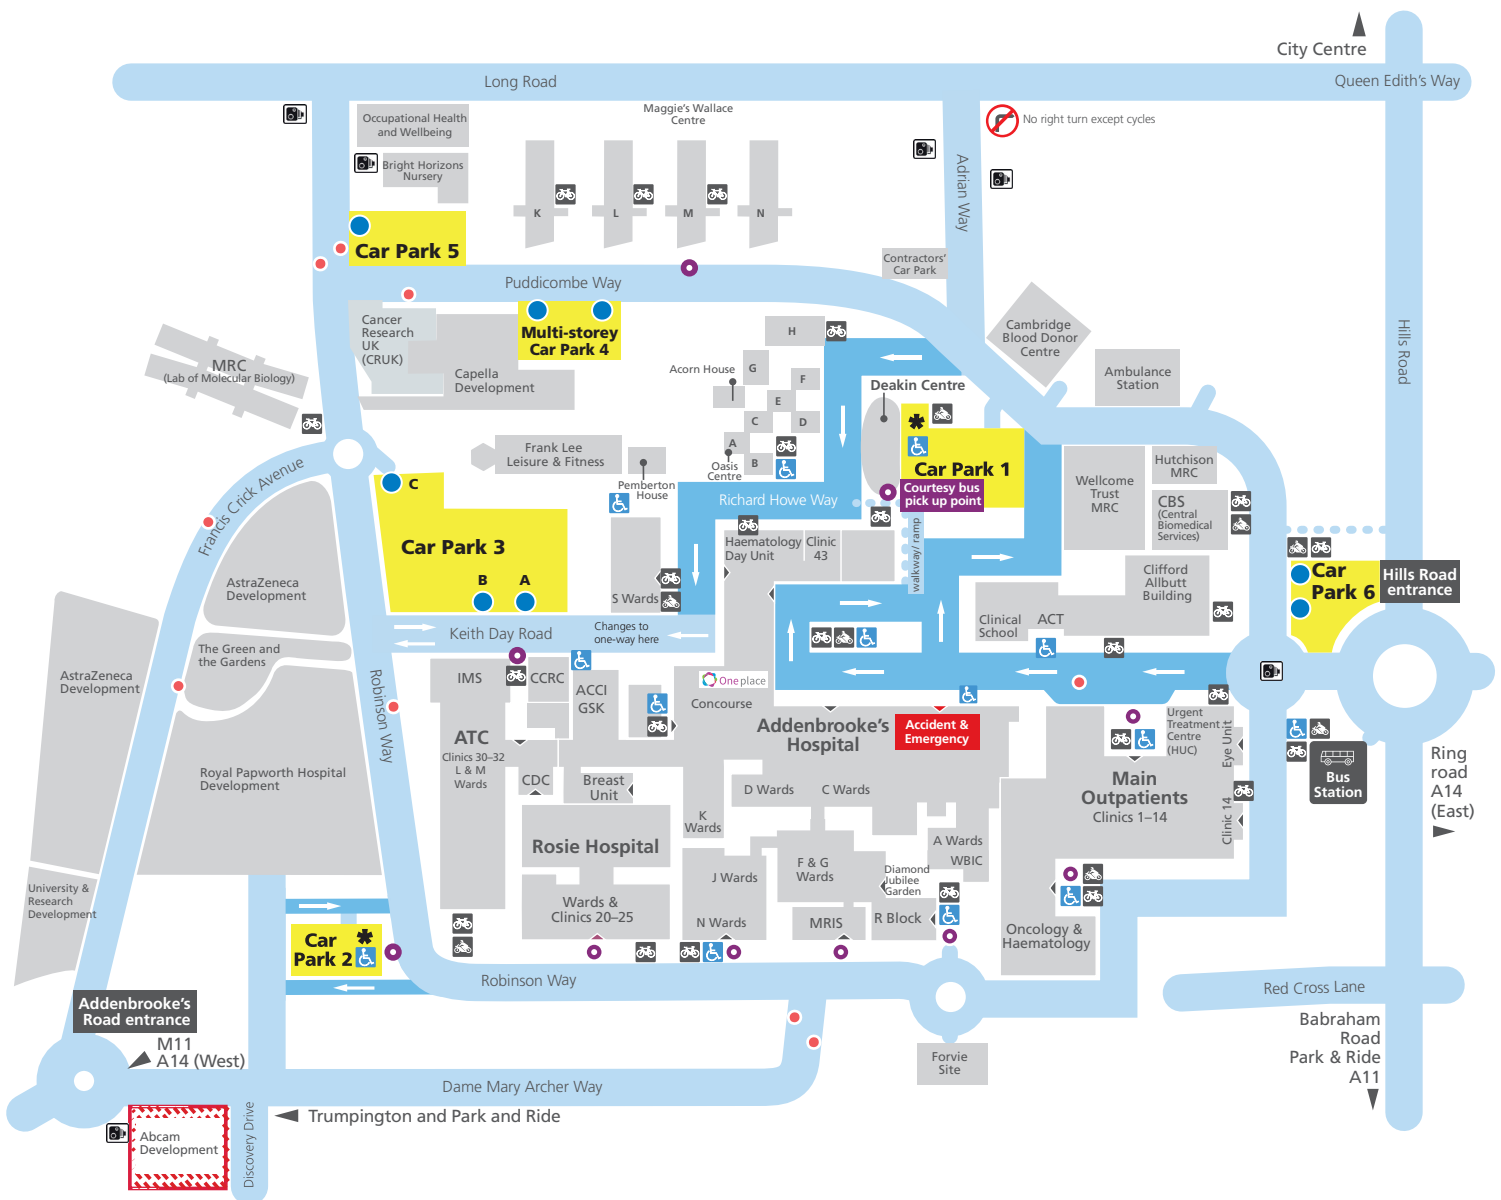 City Centre
Long Road
Queen Edith's Way
Maggie's Wallace
Centre
Occupational Health
and Wellbeing
No right turn except cycles
Bright Horizons
Nursery
Adrian Way
K
L
M
N
Car Park 5
Contractors'
Car Park
Puddicombe Way
Cancer
Research
UK
(CRUK)
Multi-storey
Car Park 4
H
Cambridge
Blood Donor
Centre
Hills Road
MRC
(Lab of Molecular Biology)
Capella
Development
Acorn House
G
F
E
C
D
A
B
Oasis
Centre
Deakin Centre
Ambulance
Station
Frank Lee
Leisure & Fitness
Pemberton
House
Car Park 1
Courtesy bus
pick up point
Richard Howe Way
Wellcome
Trust
MRC
Hutchison
MRC
CBS
(Central
Biomedical
Services)
Francis Crick Avenue
C
Car Park 3
B
A
Haematology
Day Unit
Clinic
43
walkway/ ramp
S Wards
AstraZeneca
Development
Clifford
Allbutt
Building
Car
Park 6
Hills Road
entrance
Clinical
School
ACT
Keith Day Road
Changes to
one-way here
The Green and
the Gardens
AstraZeneca
Development
Robinson Way
IMS
CCRC
ACCI
GSK
One place
Concourse
Addenbrooke's
Hospital
Accident &
Emergency
Urgent
Treatment
Centre
(HUC)
Eye Unit
ATC
Clinics 30–32
L & M
Wards
CDC
Breast
Unit
D Wards
C Wards
Main
Outpatients
Clinics 1–14
Clinic 14
Bus
Station
Ring
road
A14
(East)
Royal Papworth Hospital
Development
K
Wards
Rosie Hospital
A Wards
WBIC
F & G
Wards
Diamond
Jubilee
Garden
J Wards
University &
Research
Development
Wards &
Clinics 20–25
N Wards
MRIS
R Block
Oncology &
Haematology
Car
Park 2
Robinson Way
Red Cross Lane
Addenbrooke's
Road entrance
M11
A14 (West)
Babraham
Road
Park & Ride
A11
Forvie
Site
Dame Mary Archer Way
Trumpington and Park and Ride
Discovery Drive
Abcam
Development